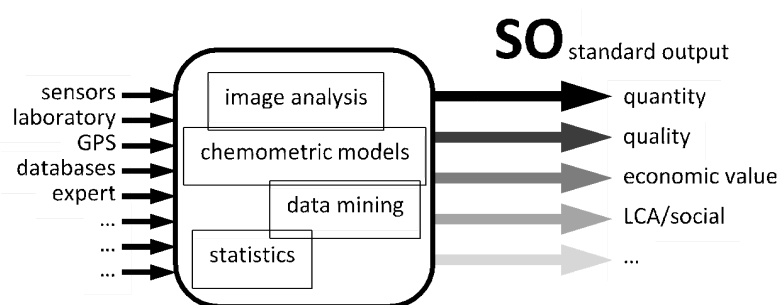 SO standard output
sensors
laboratory
GPS
databases
expert
...
...
...
image analysis
chemometric models
data mining
statistics
quantity
quality
economic value
LCA/social
...